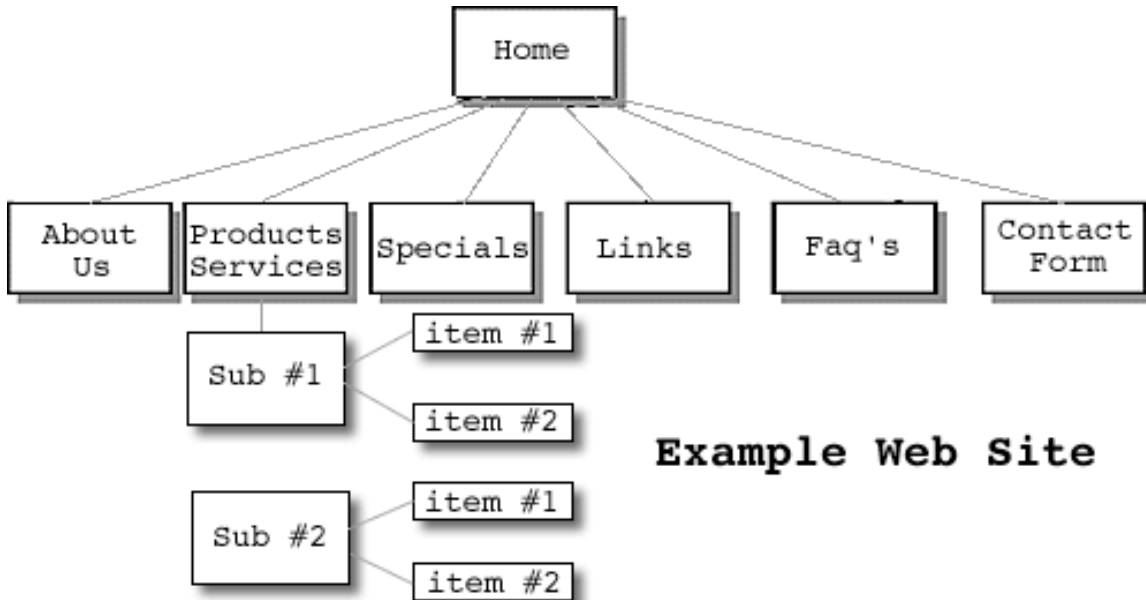 Home
About
Us
Products
Services
Specials
Links
Faq's
Contact
Form
Sub #1
item #1
item #2
Example Web Site
Sub #2
item #1
item #2